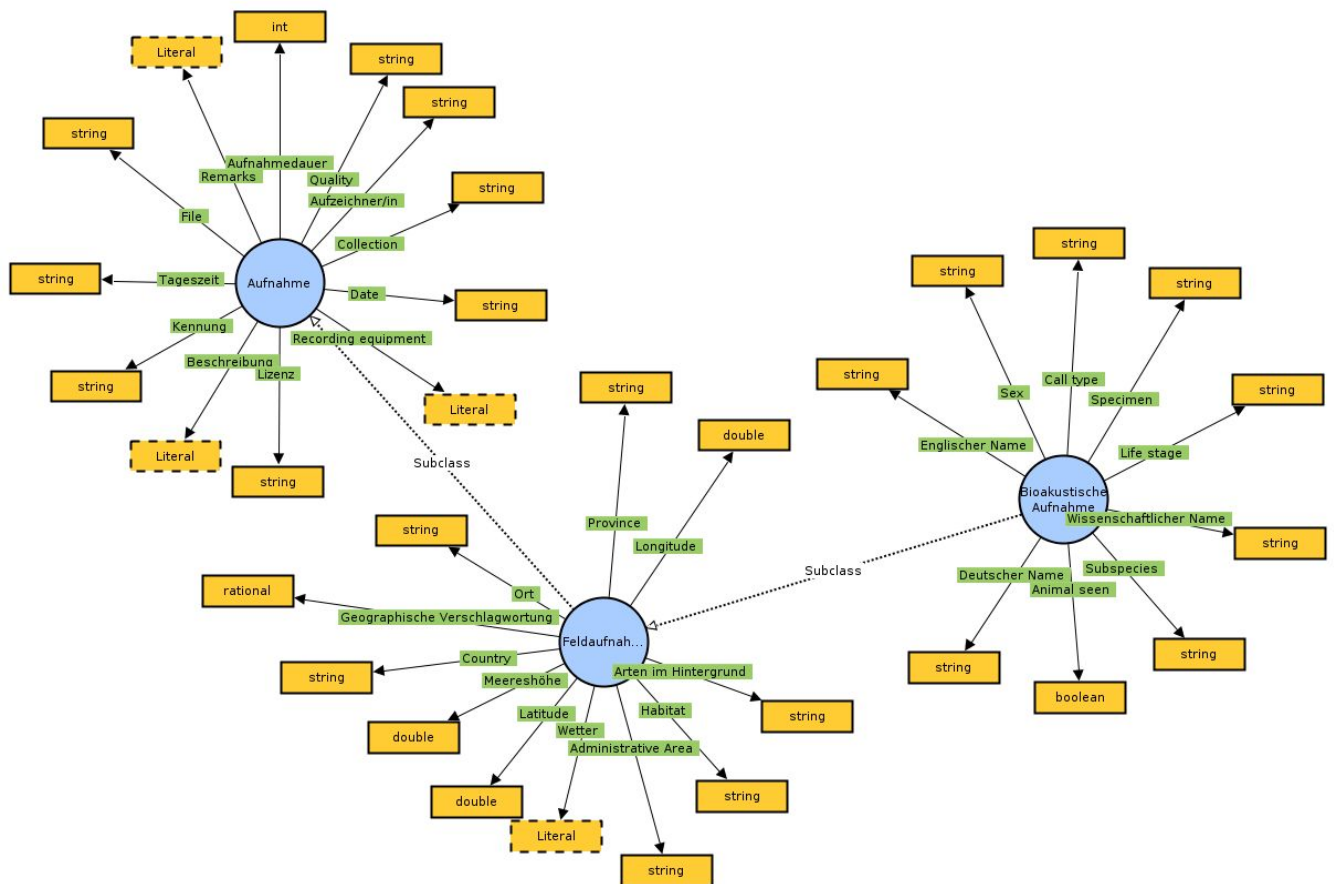 int
Literal
string
string
string
Aufnahmedauer
Remarks
Quality
Aufzeichner/in
string
File
Collection
string
Tageszeit
Aufnahme
Date
string
Kennung
Recording equipment
string
Beschreibung
Lizenz
Literal
Literal
string
Subclass
string
double
Province
Longitude
string
Ort
rational
Geographische Verschlagwortung
Feldaufnah...
Country
string
Meereshöhe
Arten im Hintergrund
double
Latitude
Habitat
string
Wetter
Administrative Area
double
string
Literal
string
Subclass
string
string
string
string
string
Sex
Call type
Specimen
Englischer Name
Life stage
Bioakustische
Aufnahme
Wissenschaftlicher Name
string
Deutscher Name
Subspecies
Animal seen
string
string
boolean